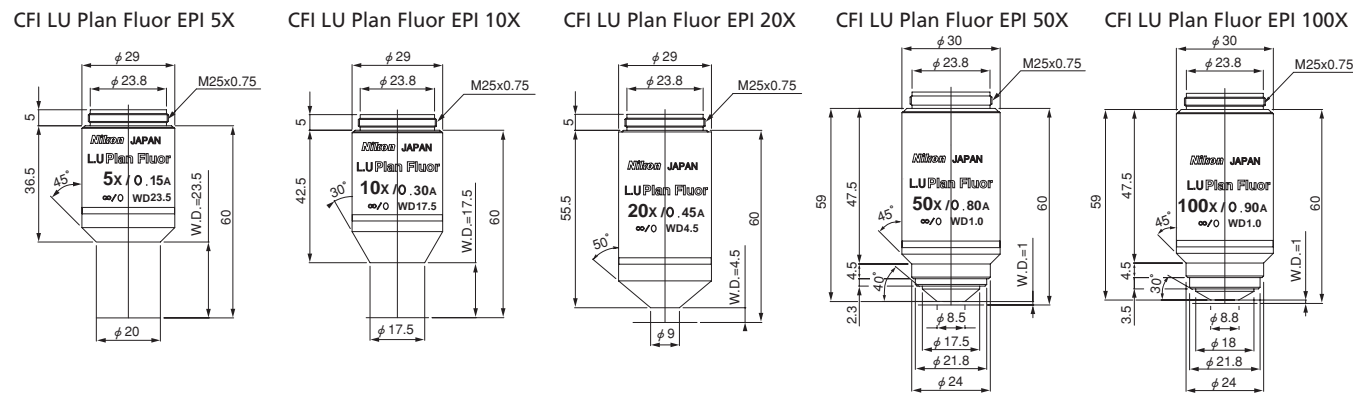 CFI LU Plan Fluor EPI 5X
φ29
φ23.8
M25x0.75
5
36.5
45°
Nikon JAPAN
LU Plan Fluor
5X/0.15A
∞/0 WD23.5
W.D.=23.5
60
φ20
CFI LU Plan Fluor EPI 10X
φ29
φ23.8
M25x0.75
5
42.5
30°
Nikon JAPAN
LU Plan Fluor
10X/0.30A
∞/0 WD17.5
W.D.=17.5
60
φ17.5
CFI LU Plan Fluor EPI 20X
φ29
φ23.8
M25x0.75
5
55.5
50°
Nikon JAPAN
LU Plan Fluor
20X/0.45A
∞/0 WD4.5
W.D.=4.5
60
φ9
CFI LU Plan Fluor EPI 50X
φ30
φ23.8
M25x0.75
59
47.5
45°
4.5
40°
2.3
Nikon JAPAN
LU Plan Fluor
50X/0.80A
∞/0 WD1.0
W.D.=1
60
φ8.5
φ17.5
φ21.8
φ24
CFI LU Plan Fluor EPI 100X
φ30
φ23.8
M25x0.75
59
47.5
45°
4.5
30°
3.5
Nikon JAPAN
LU Plan Fluor
100X/0.90A
∞/0 WD1.0
W.D.=1
60
φ8.8
φ18
φ21.8
φ24